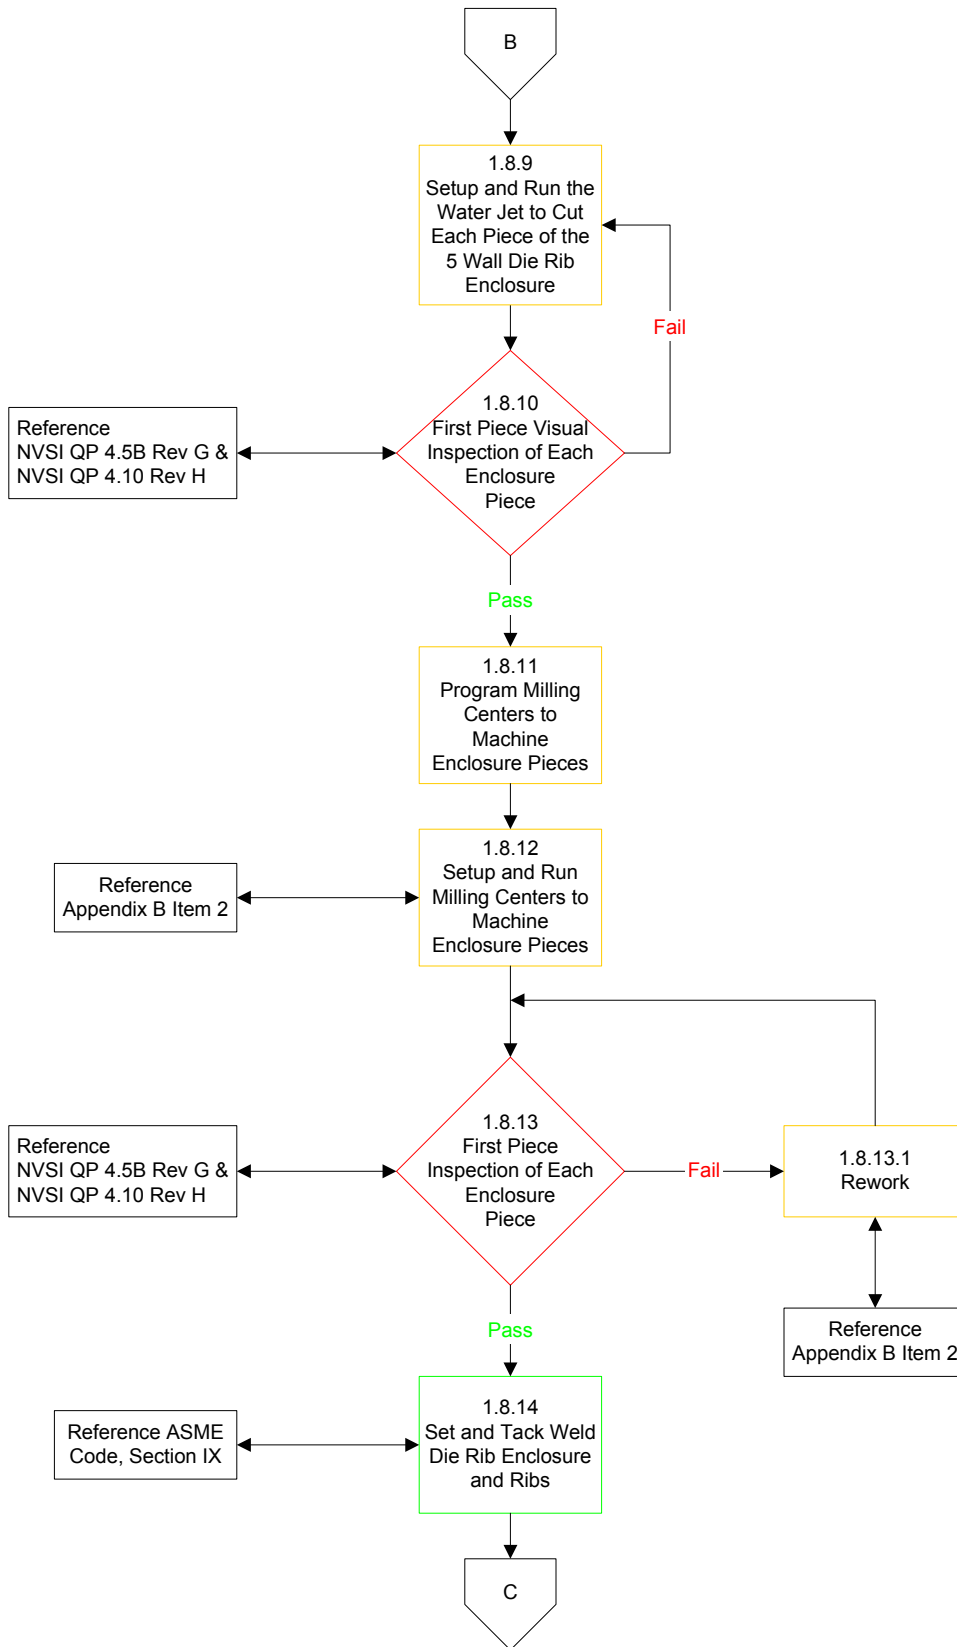 B
1.8.9
Setup and Run the
Water Jet to Cut
Each Piece of the
5 Wall Die Rib
Enclosure
Fail
1.8.10
First Piece Visual
Inspection of Each
Enclosure
Piece
Reference
NVSI QP 4.5B Rev G &
NVSI QP 4.10 Rev H
Pass
1.8.11
Program Milling
Centers to
Machine
Enclosure Pieces
1.8.12
Setup and Run
Milling Centers to
Machine
Enclosure Pieces
Reference
Appendix B Item 2
1.8.13
First Piece
Inspection of Each
Enclosure
Piece
Reference
NVSI QP 4.5B Rev G &
NVSI QP 4.10 Rev H
Fail
1.8.13.1
Rework
Reference
Appendix B Item 2
Pass
1.8.14
Set and Tack Weld
Die Rib Enclosure
and Ribs
Reference ASME
Code, Section IX
C